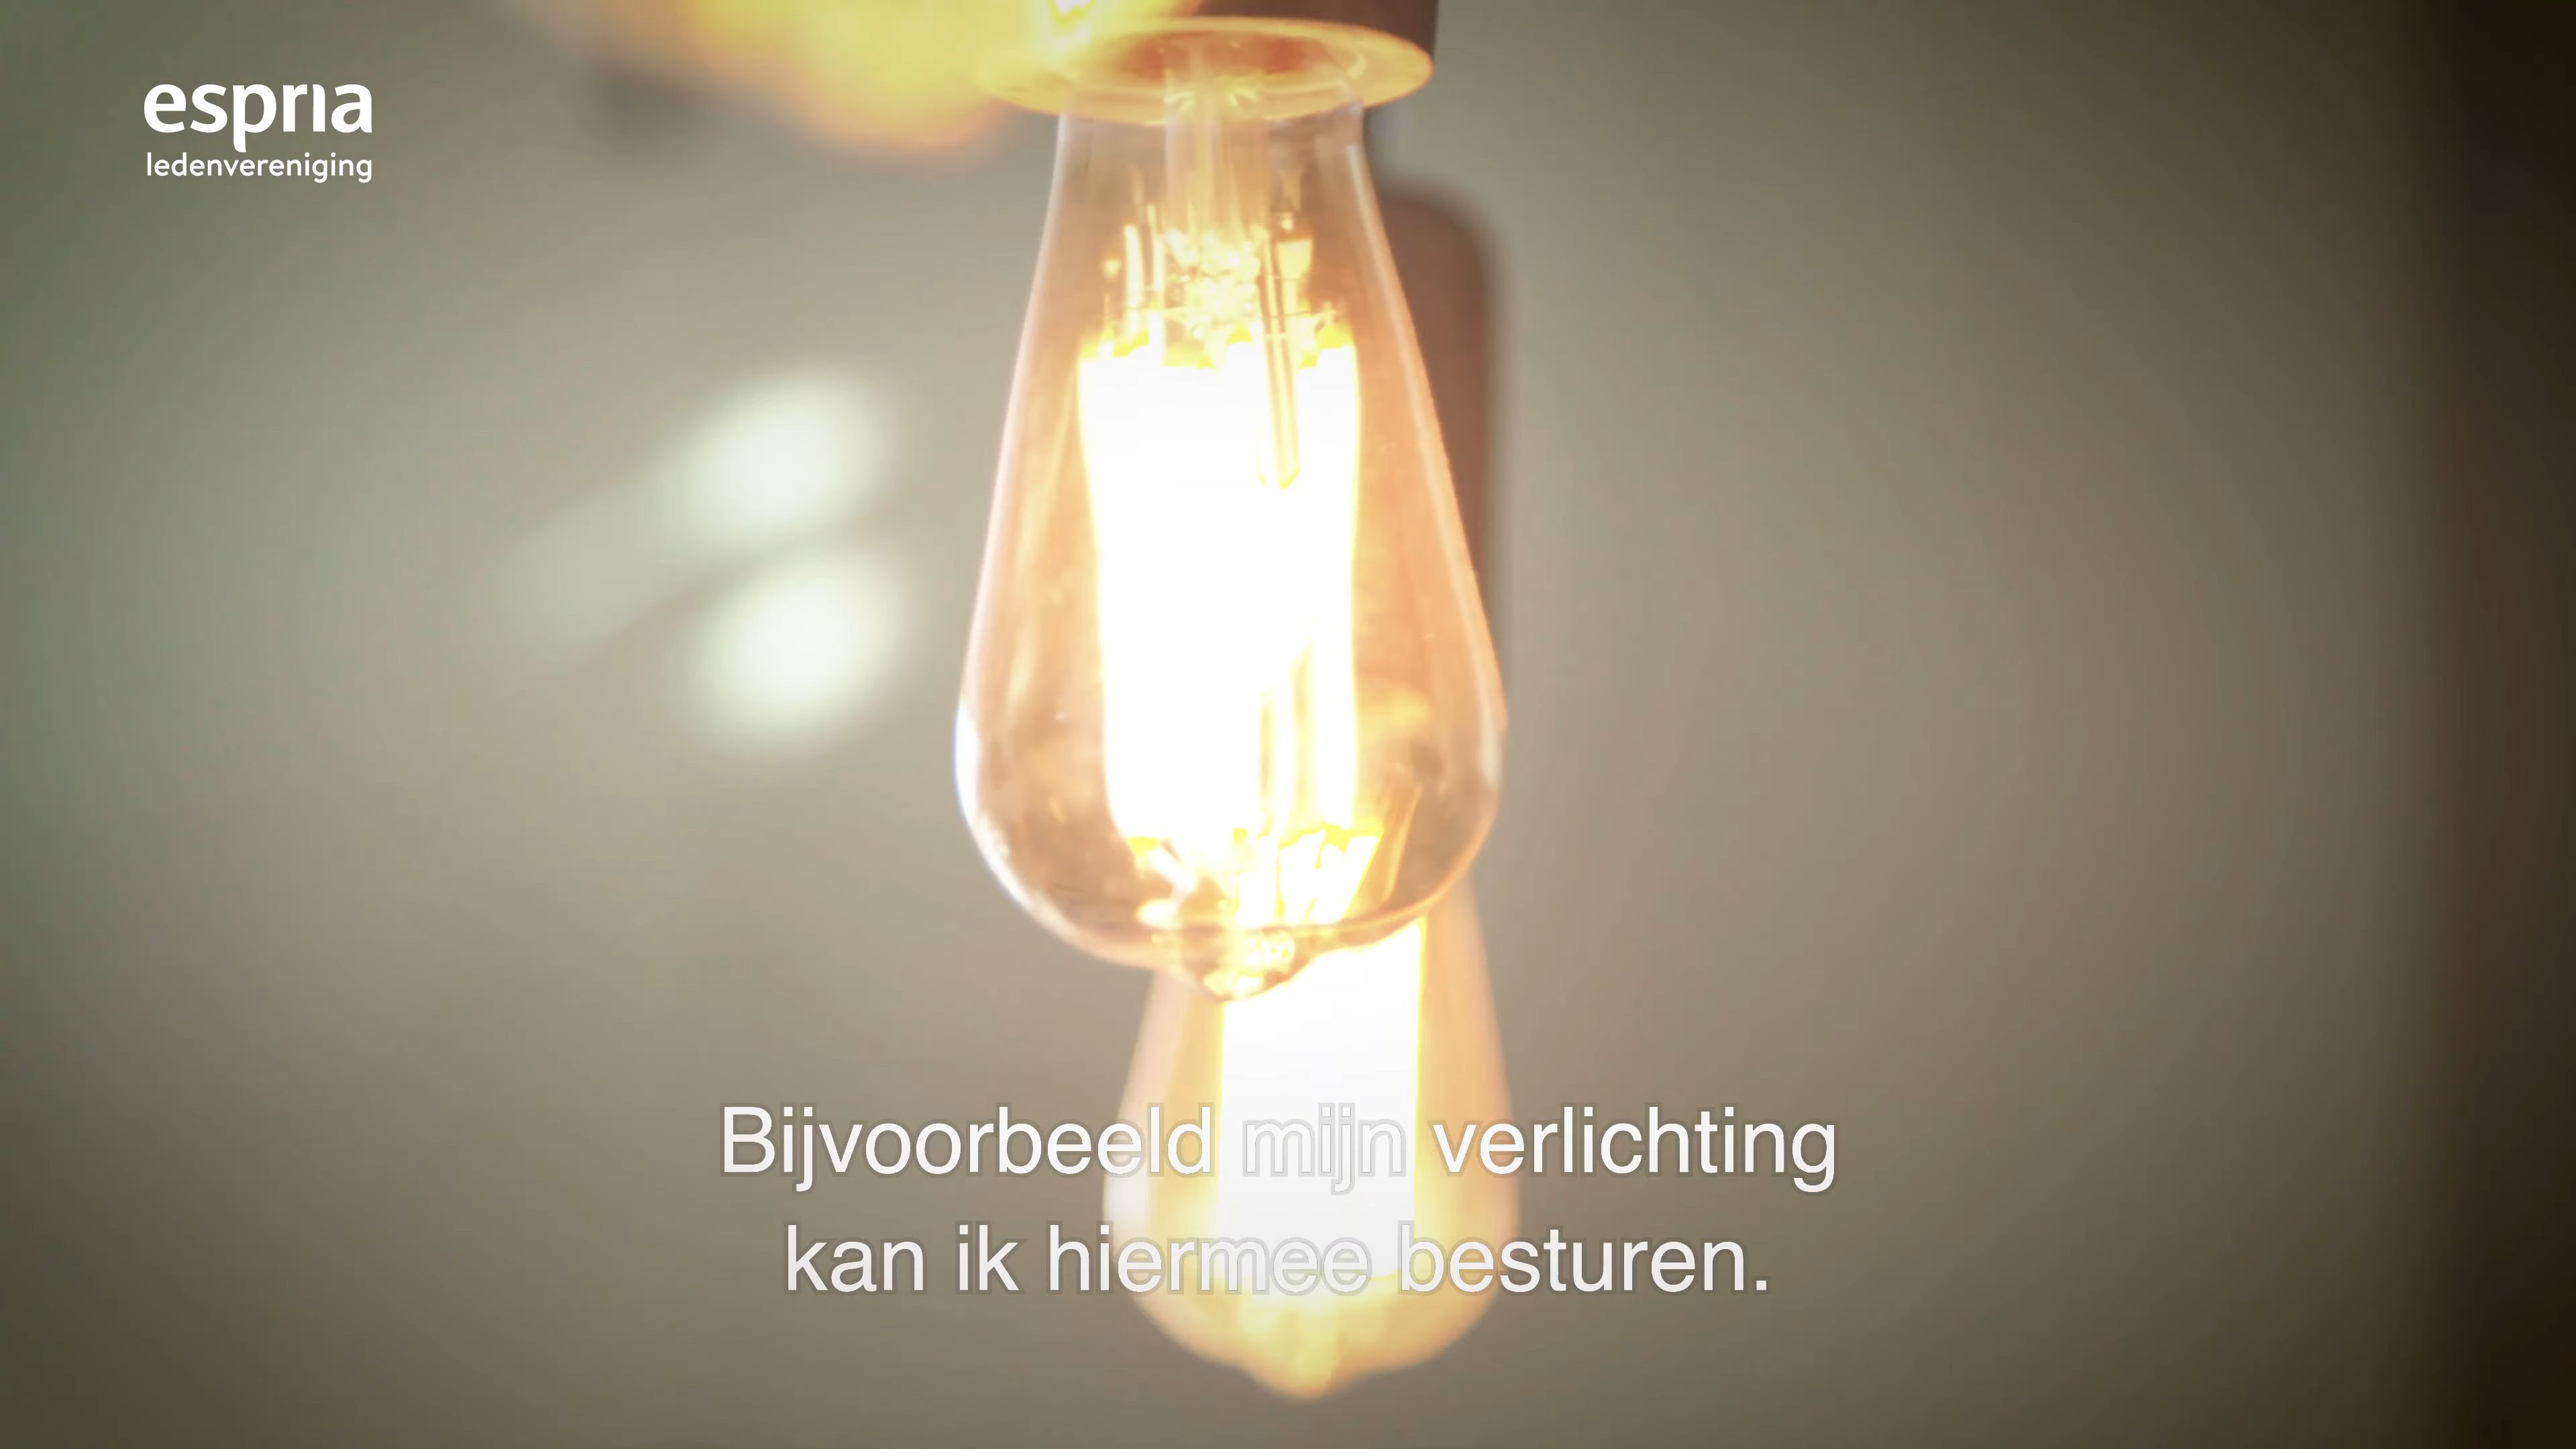 espria
ledenvereniging
Bijvoorbeeld mijn verlichting
kan ik hiermee besturen.